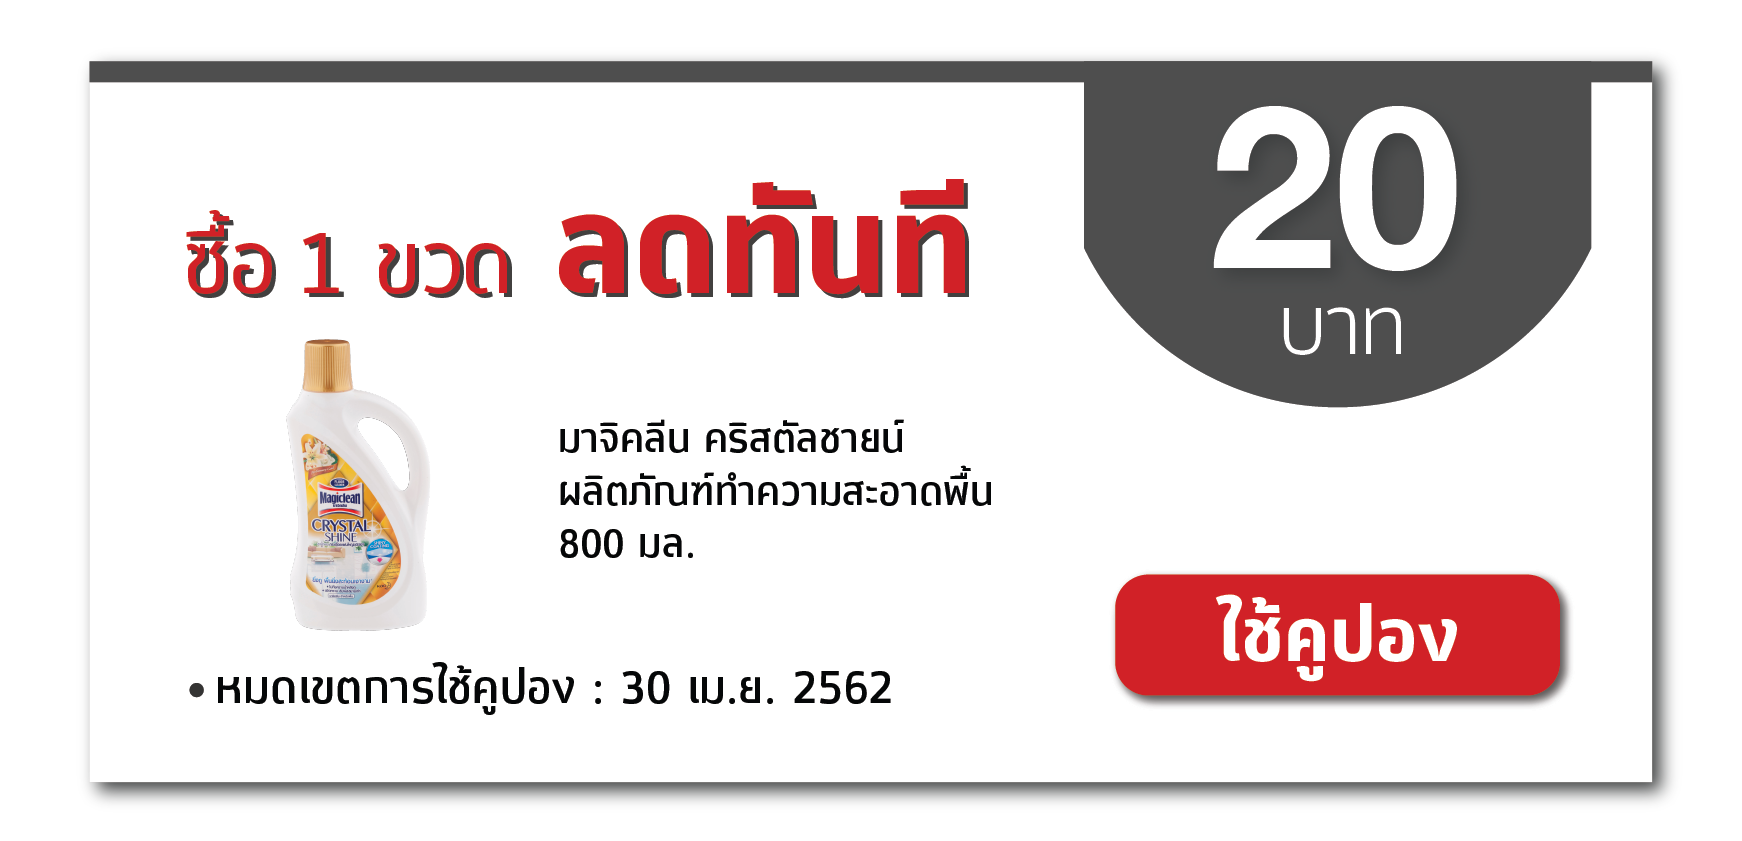 ซื้อ 1 ขวด ลดทันที
20
บาท
มาจิคลีน คริสตัลชายน์
ผลิตภัณฑ์ทำความสะอาดพื้น
800 มล.
Magiclean
CRYSTAL
SHINE
ใช้คูปอง
• หมดเขตการใช้คูปอง : 30 เม.ย. 2562